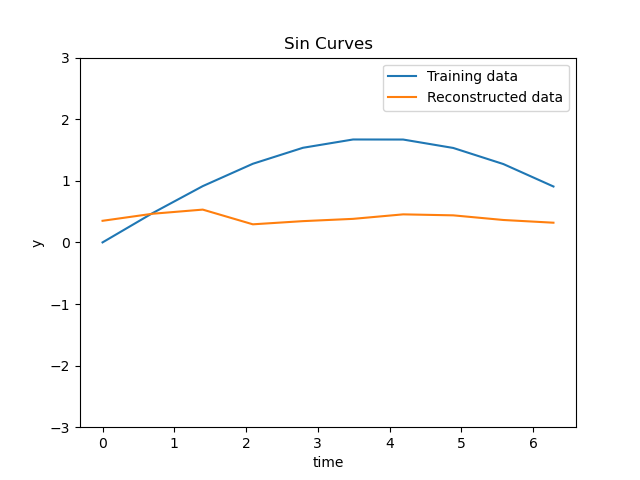 Sin Curves
Training data
Reconstructed data
3
2
1
0
−1
−2
−3
y
0 1 2 3 4 5 6
time